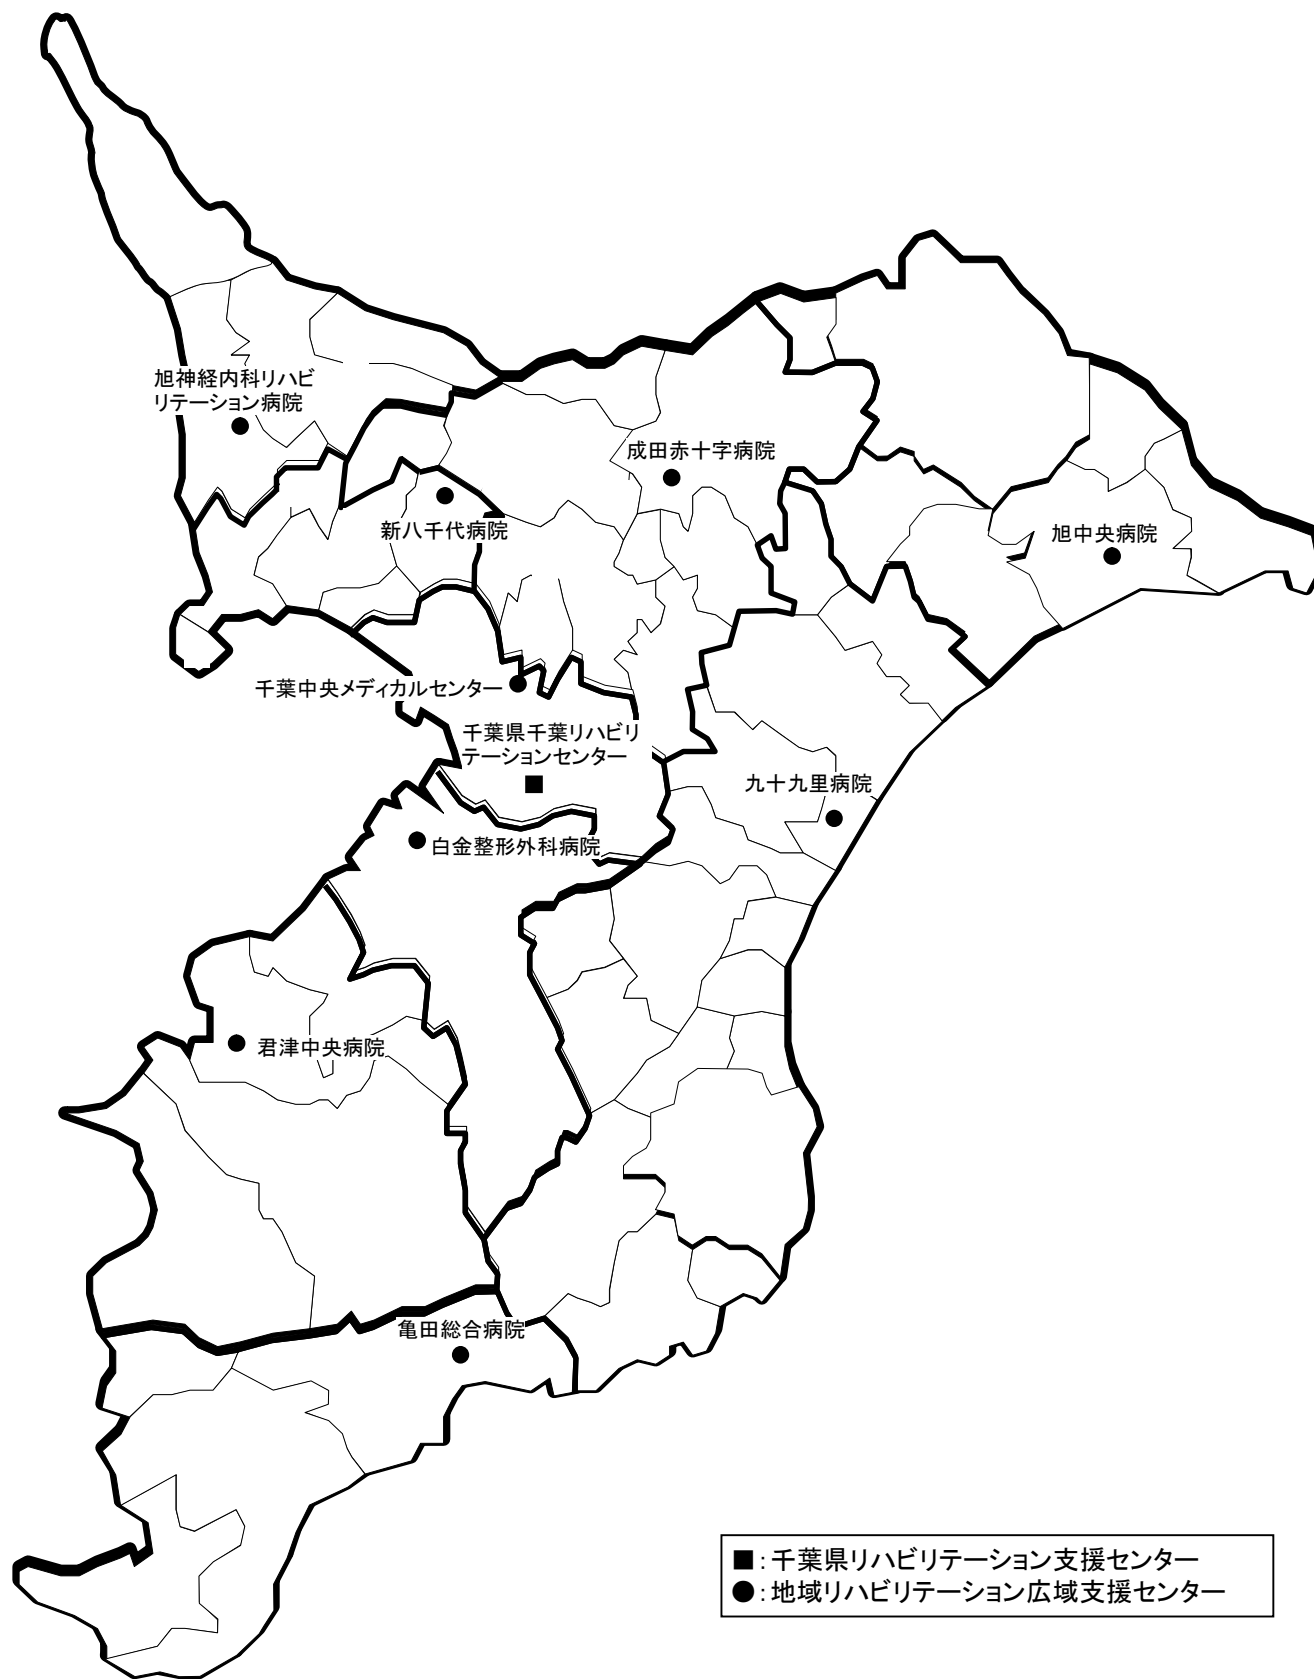 旭神経内科リハビ
リテーション病院
成田赤十字病院
新八千代病院
旭中央病院
千葉中央メディカルセンター
千葉県千葉リハビリ
テーションセンター
九十九里病院
白金整形外科病院
君津中央病院
亀田総合病院
■:千葉県リハビリテーション支援センター
●:地域リハビリテーション広域支援センター